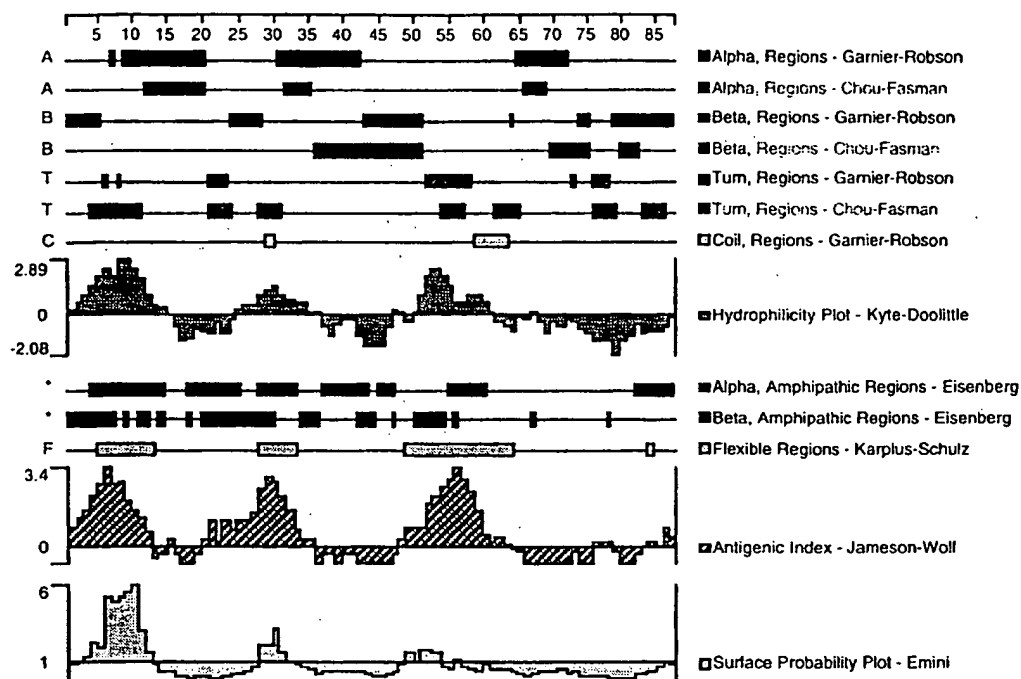 5 10 15 20 25 30 35 40 45 50 55 60 65 70 75 80 85
A Alpha, Regions - Garnier-Robson
A Alpha, Regions - Chou-Fasman
B Beta, Regions - Garnier-Robson
B Beta, Regions - Chou-Fasman
T Turn, Regions - Garnier-Robson
T Turn, Regions - Chou-Fasman
C Coil, Regions - Garnier-Robson
2.89
0 Hydrophilicity Plot - Kyte-Doolittle
-2.08
* Alpha, Amphipathic Regions - Eisenberg
* Beta, Amphipathic Regions - Eisenberg
F Flexible Regions - Karplus-Schulz
3.4
0 Antigenic Index - Jameson-Wolf
6
1 Surface Probability Plot - Emini